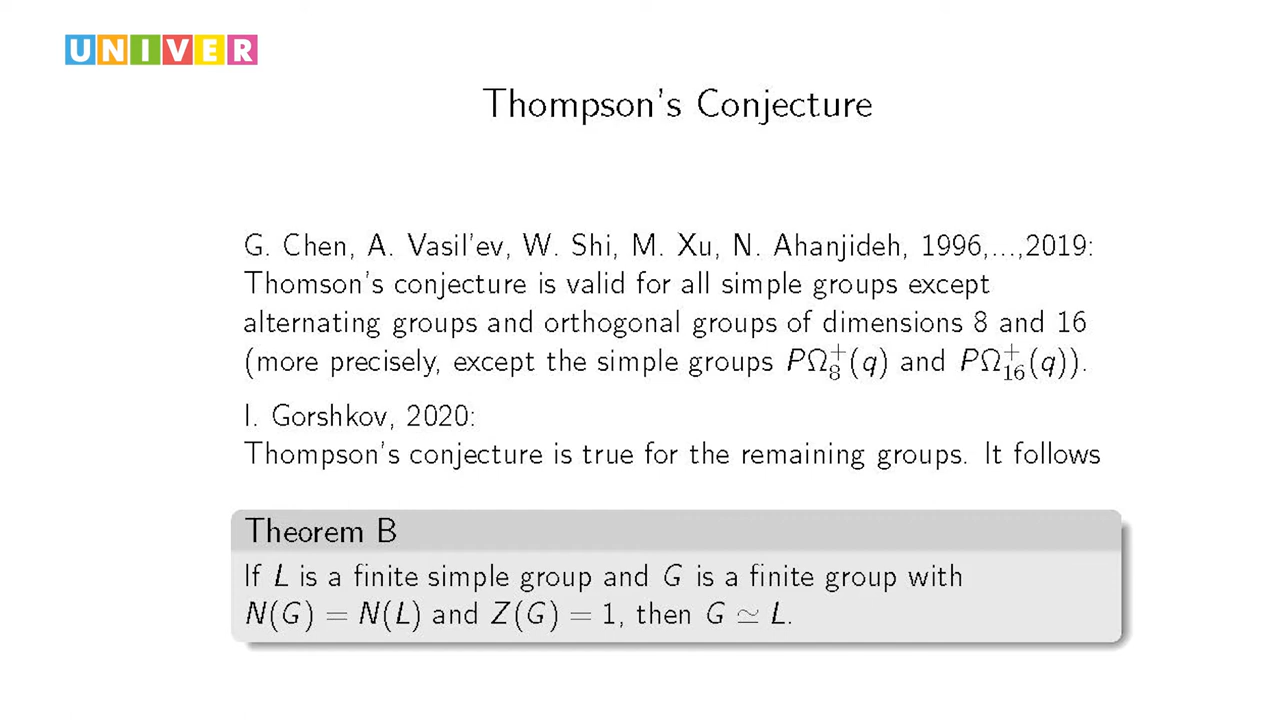 UNIVER
Thompson's Conjecture
G. Chen, A. Vasil'ev, W. Shi, M. Xu, N. Ahanjideh, 1996,...,2019:
Thomson's conjecture is valid for all simple groups except
alternating groups and orthogonal groups of dimensions 8 and 16
(more precisely, except the simple groups PΩ₈⁺(q) and PΩ₁₆⁺(q)).
I. Gorshkov, 2020:
Thompson's conjecture is true for the remaining groups. It follows
Theorem B
If L is a finite simple group and G is a finite group with
N(G) = N(L) and Z(G) = 1, then G ≃ L.